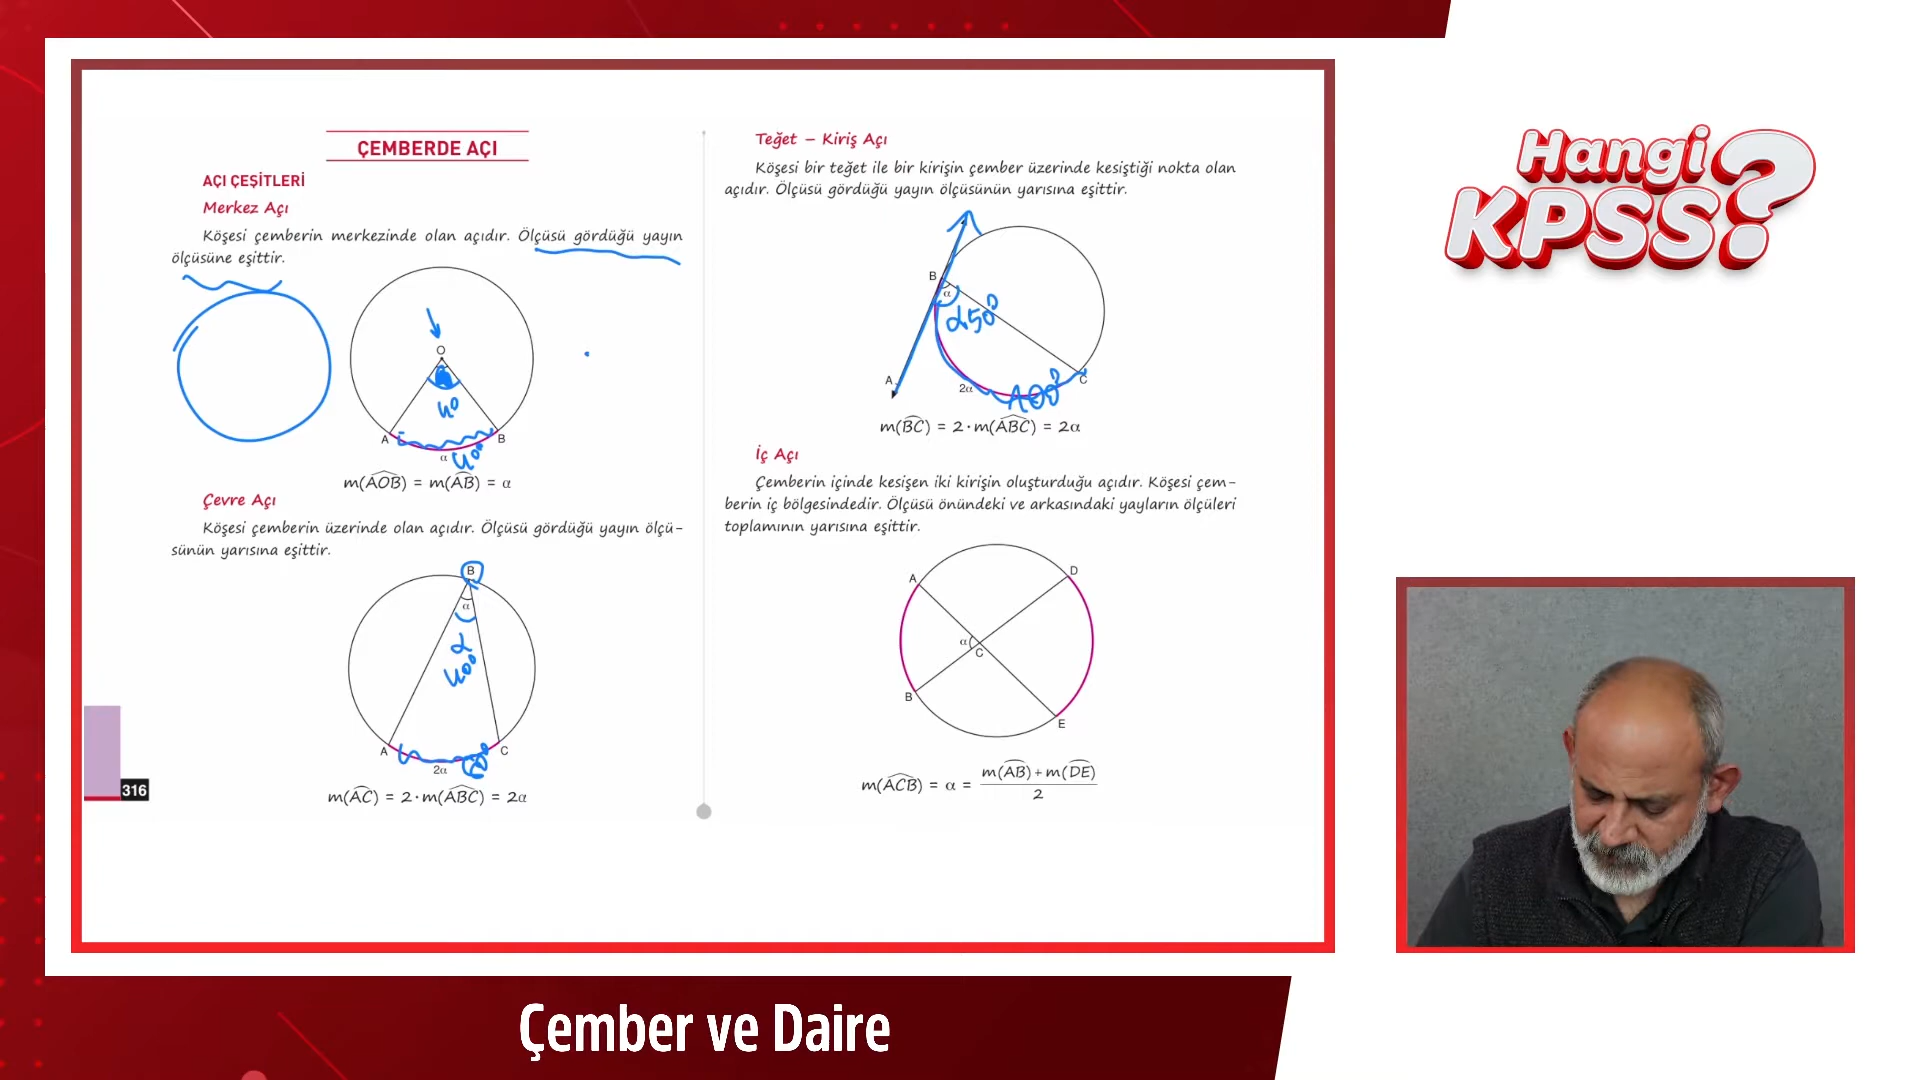 ÇEMBERDE AÇI
AÇI ÇEŞİTLERİ
Merkez Açı
Köşesi çemberin merkezinde olan açıdır. Ölçüsü gördüğü yayın
ölçüsüne eşittir.
O
40
A
B
α
40°
m(AOB) = m(AB) = α
Çevre Açı
Köşesi çemberin üzerinde olan açıdır. Ölçüsü gördüğü yayın ölçü-
sünün yarısına eşittir.
B
α
α
40°
A
C
2α
m(AC) = 2·m(ABC) = 2α
316
Teğet – Kiriş Açı
Köşesi bir teğet ile bir kirişin çember üzerinde kesiştiği nokta olan
açıdır. Ölçüsü gördüğü yayın ölçüsünün yarısına eşittir.
B
α
α50°
A
C
2α
100°
m(BC) = 2·m(ABC) = 2α
İç Açı
Çemberin içinde kesişen iki kirişin oluşturduğu açıdır. Köşesi çem-
berin iç bölgesindedir. Ölçüsü önündeki ve arkasındaki yayların ölçüleri
toplamının yarısına eşittir.
A
D
α
C
B
E
m(ACB) = α = m(AB)+m(DE)
2
Hangi
KPSS?
Çember ve Daire